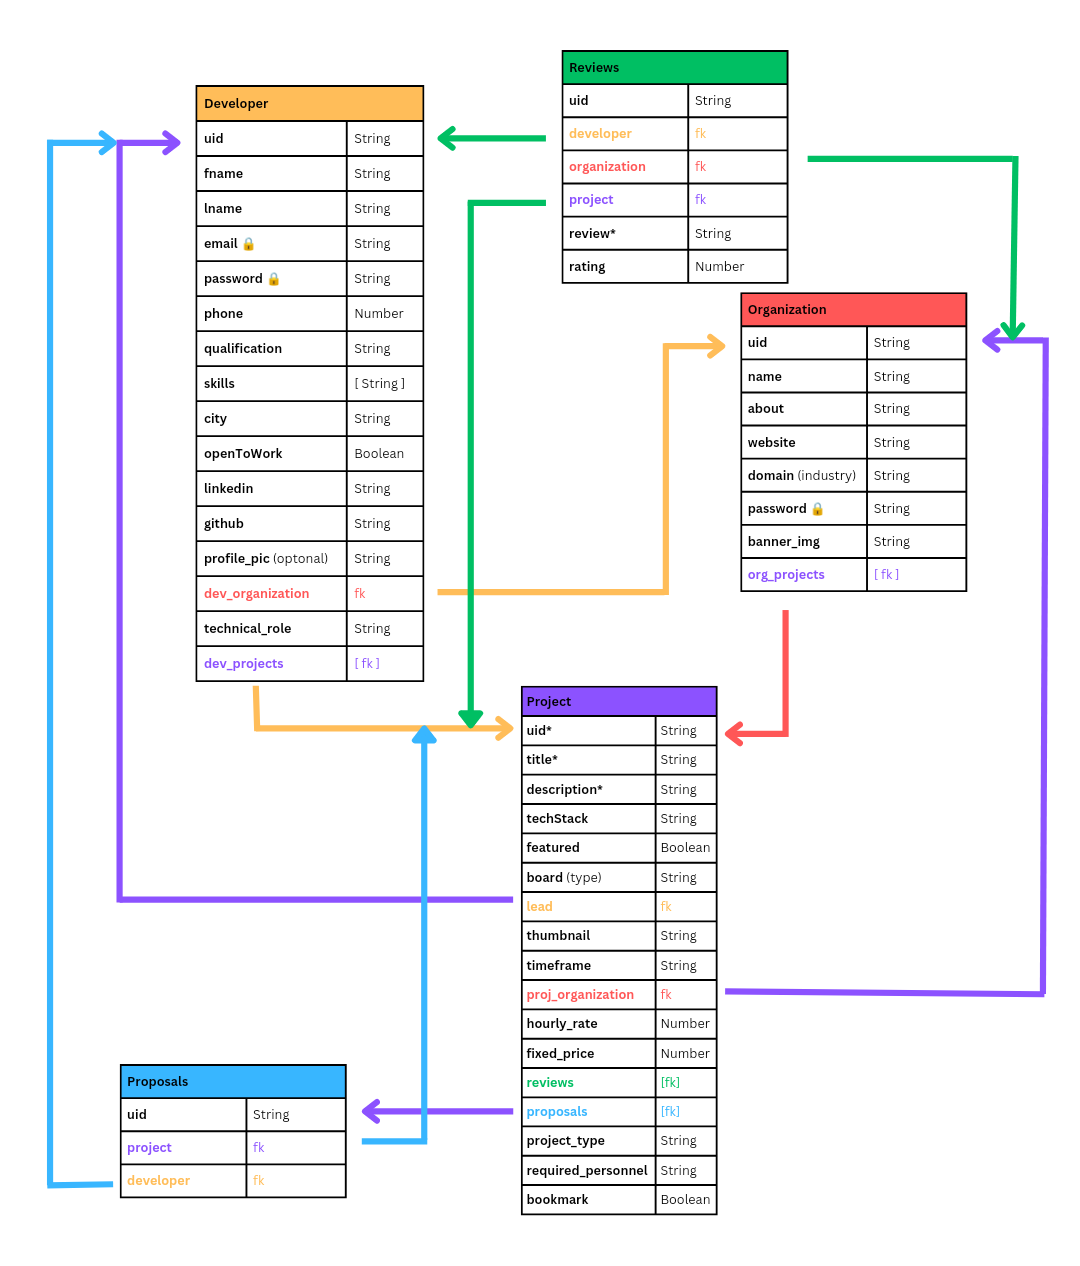 Reviews
uid String
developer fk
organization fk
project fk
review* String
rating Number
Developer
uid String
fname String
lname String
email 🔒 String
password 🔒 String
phone Number
qualification String
skills [ String ]
city String
openToWork Boolean
linkedin String
github String
profile_pic (optonal) String
dev_organization fk
technical_role String
dev_projects [ fk ]
Organization
uid String
name String
about String
website String
domain (industry) String
password 🔒 String
banner_img String
org_projects [ fk ]
Project
uid* String
title* String
description* String
techStack String
featured Boolean
board (type) String
lead fk
thumbnail String
timeframe String
proj_organization fk
hourly_rate Number
fixed_price Number
reviews [fk]
proposals [fk]
project_type String
required_personnel String
bookmark Boolean
Proposals
uid String
project fk
developer fk